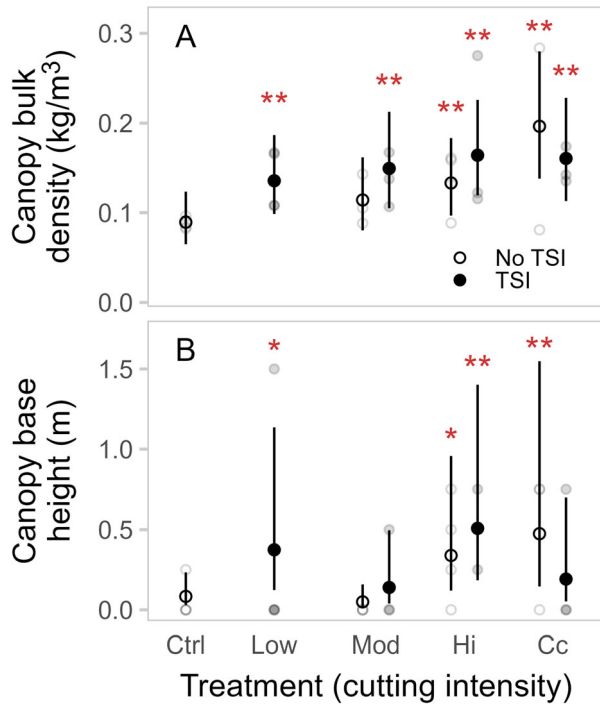 A
Canopy bulk
density (kg/m³)
0.3
0.2
0.1
0.0
**
**
**
**
**
**
No TSI
TSI
B
Canopy base
height (m)
1.5
1.0
0.5
0.0
*
*
**
**
Ctrl Low Mod Hi Cc
Treatment (cutting intensity)